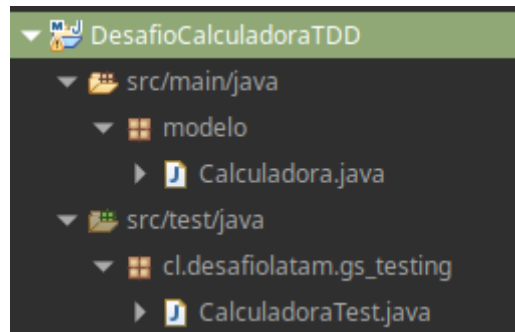 DesafioCalculadoraTDD
src/main/java
modelo
Calculadora.java
src/test/java
cl.desafiolatam.gs_testing
CalculadoraTest.java